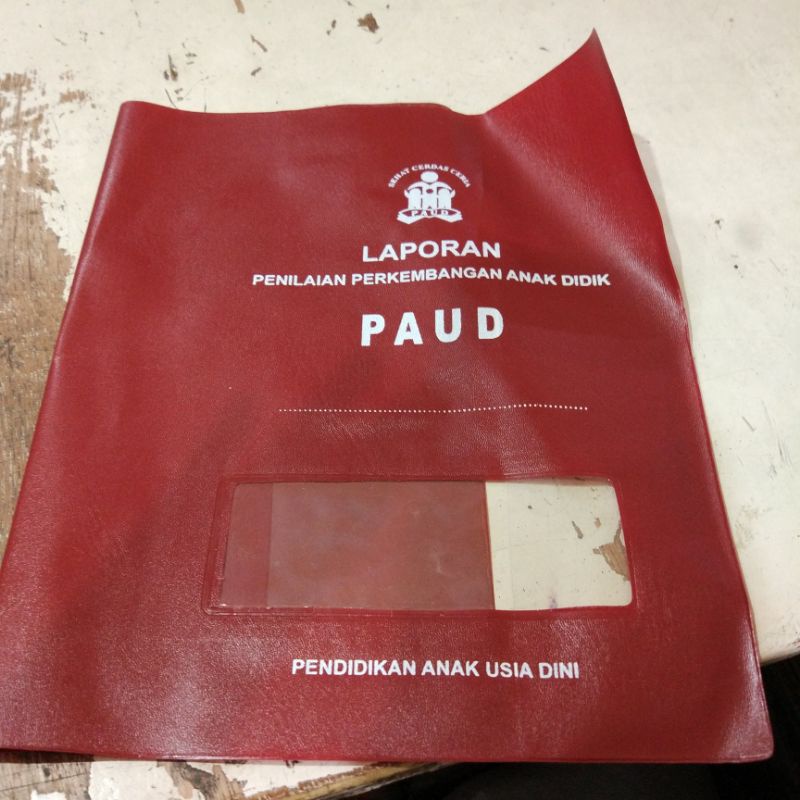 SEHAT CERDAS CERIA
PAUD
LAPORAN
PENILAIAN PERKEMBANGAN ANAK DIDIK
PAUD
PENDIDIKAN ANAK USIA DINI